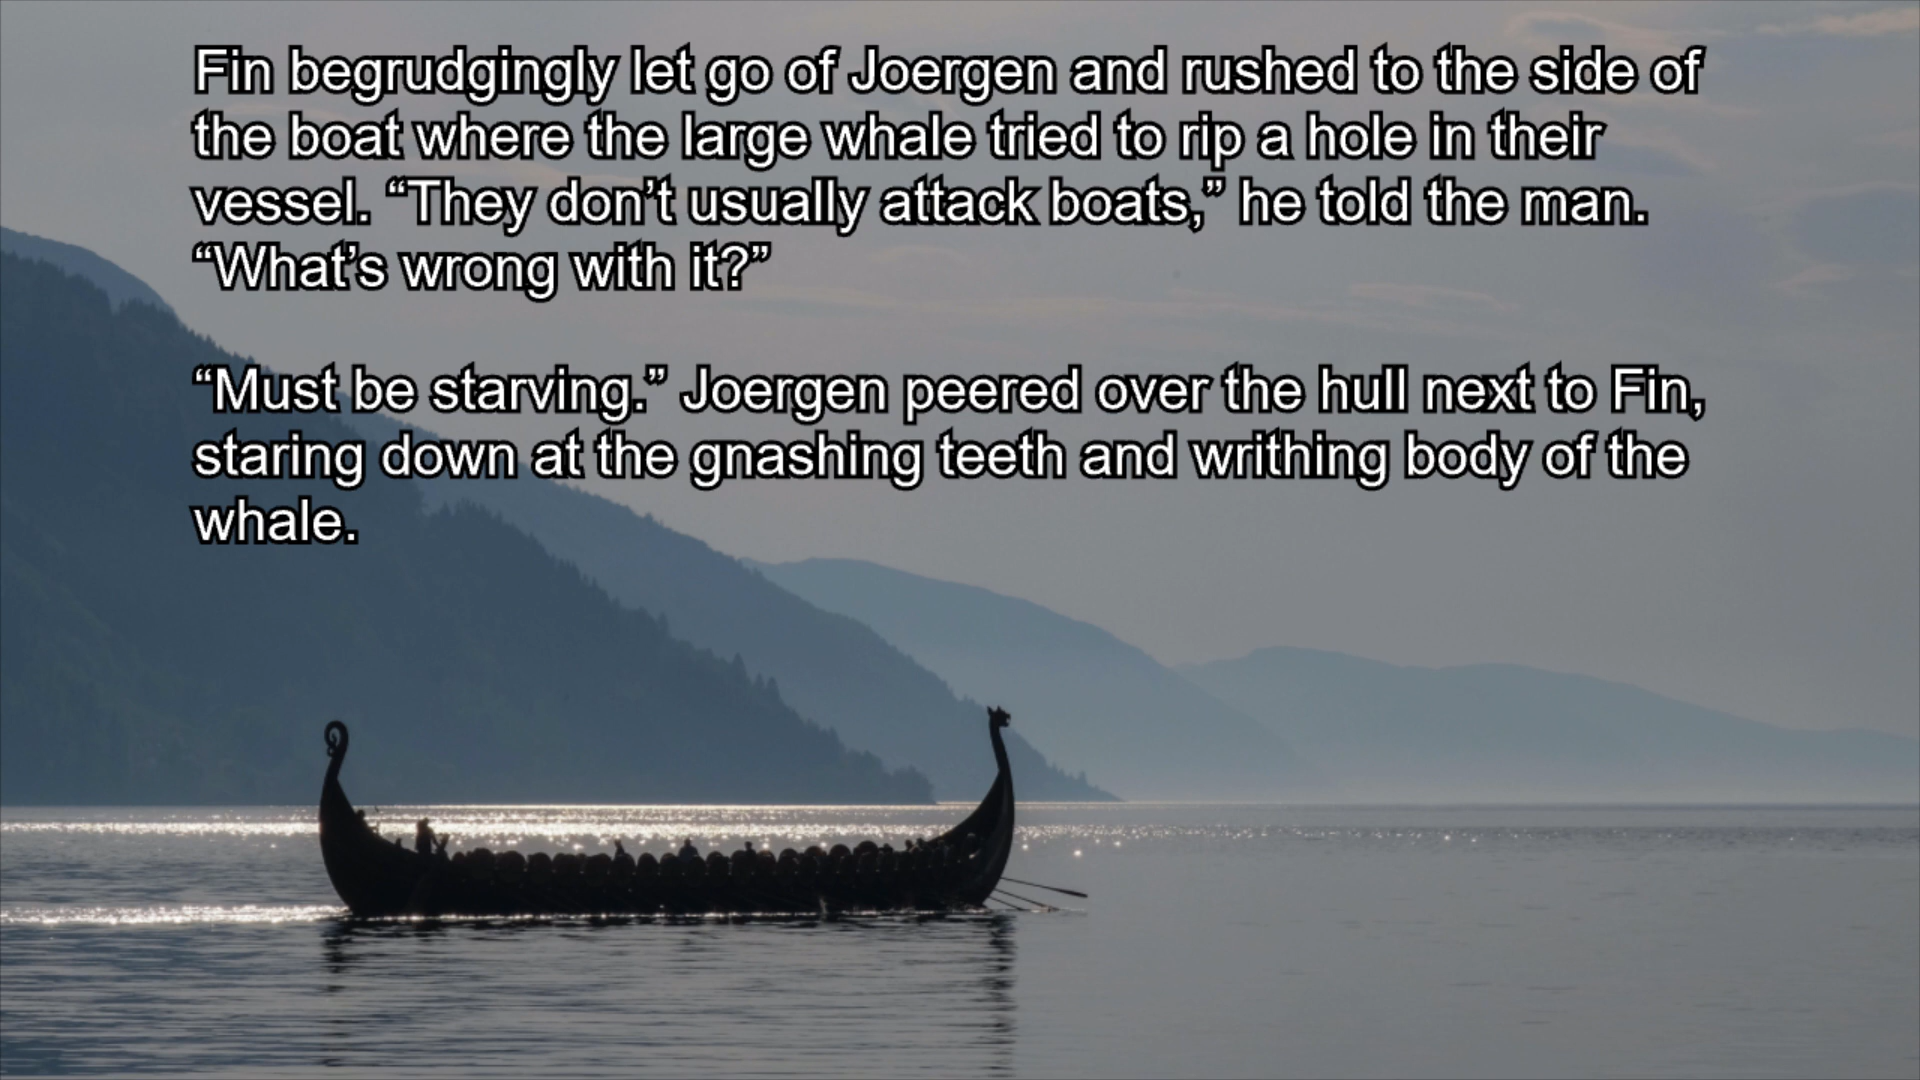 Fin begrudgingly let go of Joergen and rushed to the side of
the boat where the large whale tried to rip a hole in their
vessel. “They don’t usually attack boats,” he told the man.
“What’s wrong with it?”
“Must be starving.” Joergen peered over the hull next to Fin,
staring down at the gnashing teeth and writhing body of the
whale.